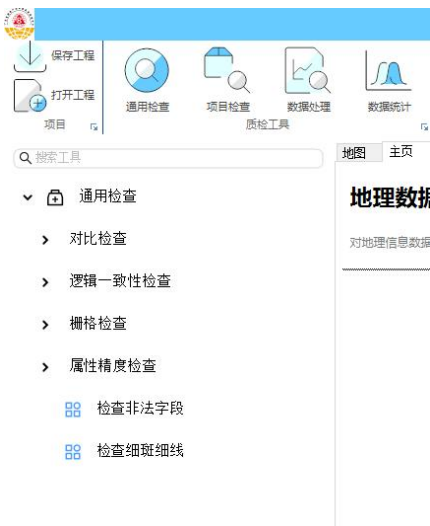 保存工程
打开工程
通用检查
项目检查
数据处理
数据统计
项目
质检工具
搜索工具
地图
主页
通用检查
地理数据
对比检查
对地理信息数据
逻辑一致性检查
栅格检查
属性精度检查
检查非法字段
检查细斑细线